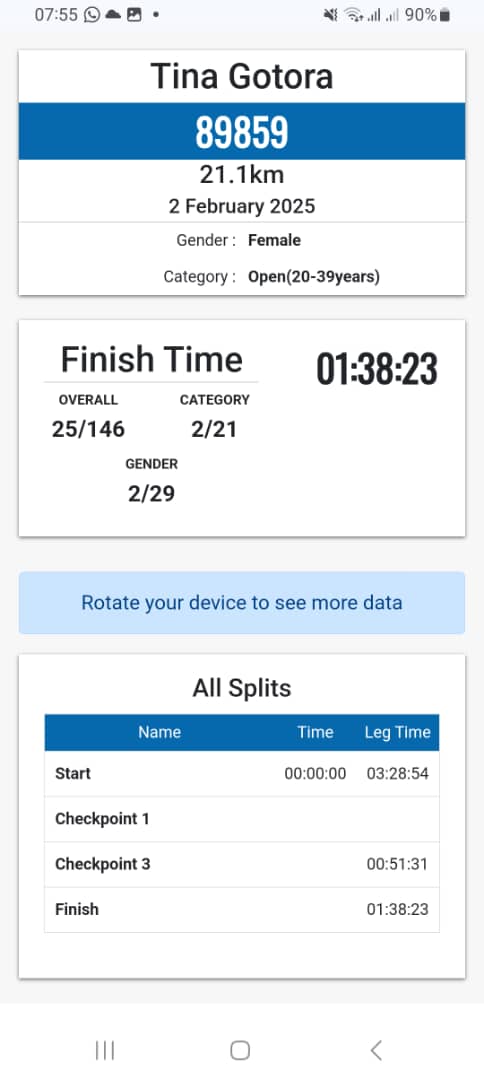 07:55 90%
Tina Gotora
89859
21.1km
2 February 2025
Gender : Female
Category : Open(20-39years)
Finish Time 01:38:23
OVERALL CATEGORY
25/146 2/21
GENDER
2/29
Rotate your device to see more data
All Splits
Name Time Leg Time
Start 00:00:00 03:28:54
Checkpoint 1
Checkpoint 3 00:51:31
Finish 01:38:23